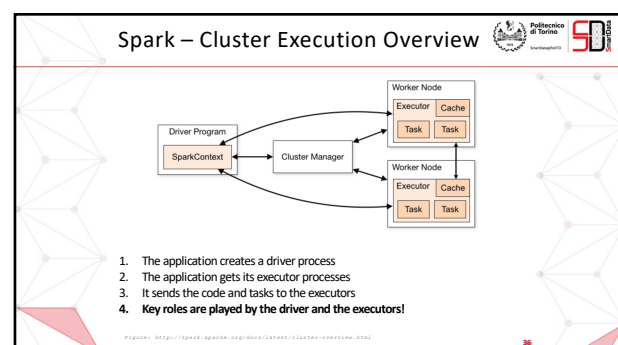 Spark – Cluster Execution Overview
Politecnico
di Torino
SmartData@PoliTO
SmartData
Worker Node
Executor
Cache
Task
Task
Driver Program
SparkContext
Cluster Manager
Worker Node
Executor
Cache
Task
Task
1. The application creates a driver process
2. The application gets its executor processes
3. It sends the code and tasks to the executors
4. Key roles are played by the driver and the executors!
Figure: http://spark.apache.org/docs/latest/cluster-overview.html
36